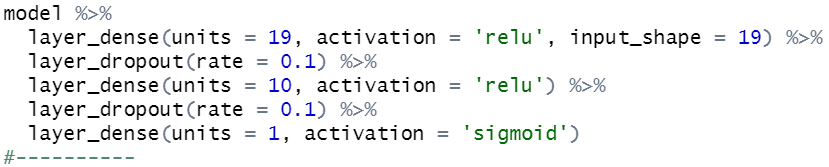 model %>%
  layer_dense(units = 19, activation = 'relu', input_shape = 19) %>%
  layer_dropout(rate = 0.1) %>%
  layer_dense(units = 10, activation = 'relu') %>%
  layer_dropout(rate = 0.1) %>%
  layer_dense(units = 1, activation = 'sigmoid')
#----------